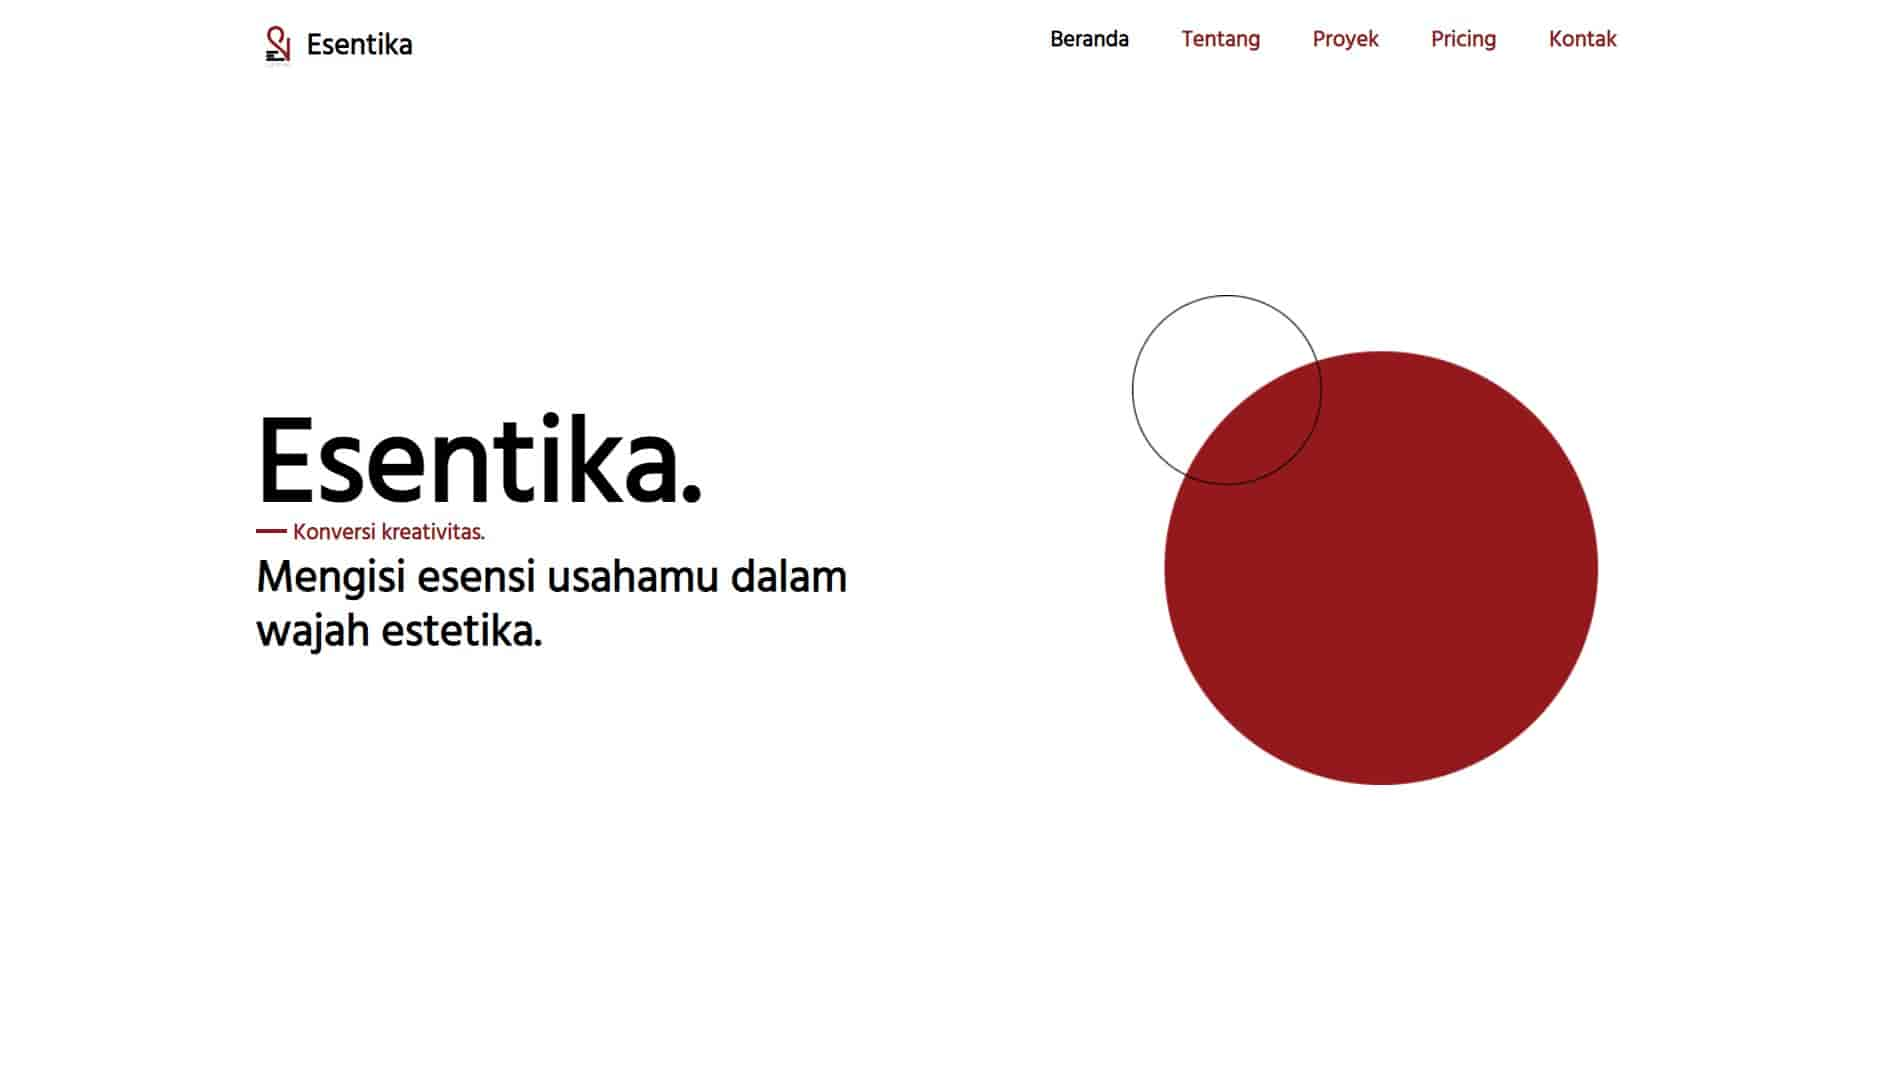 Esentika
Beranda Tentang Proyek Pricing Kontak
Esentika.
Konversi kreativitas.
Mengisi esensi usahamu dalam
wajah estetika.